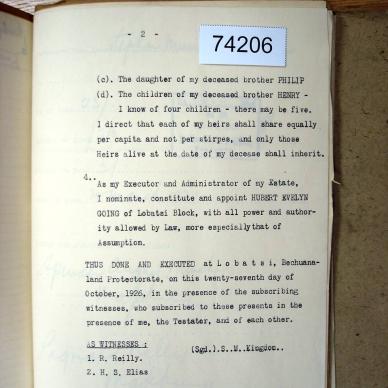 - 2 -
74206
(c). The daughter of my deceased brother PHILIP
(d). The children of my deceased brother HENRY -
I know of four children - there may be five.
I direct that each of my heirs shall share equally
per capita and not per stirpes, and only those
Heirs alive at the date of my decease shall inherit.
4..
As my Executor and Administrator of my Estate,
I nominate, constitute and appoint HUBERT EVELYN
GOING of Lobatsi Block, with all power and author-
ity allowed by Law, more especially that of
Assumption.
THUS DONE AND EXECUTED at L o b a t s i, Bechuana-
land Protectorate, on this twenty-seventh day of
October, 1926, in the presence of the subscribing
witnesses, who subscribed to these presents in the
presence of me, the Testater, and of each other.
AS WITNESSES :
(Sgd.).S..M..Kingdom..
1. R. Reilly.
2. H. S. Elias